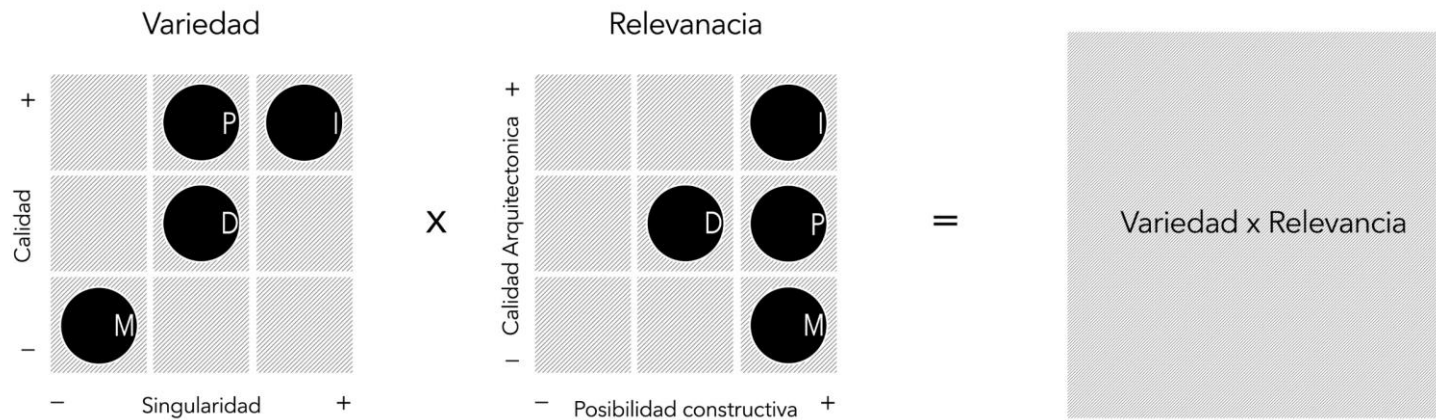 Variedad
+
Calidad
−
P
I
D
M
− Singularidad +
x
Relevanacia
+
Calidad Arquitectonica
−
I
D
P
M
− Posibilidad constructiva +
=
Variedad x Relevancia